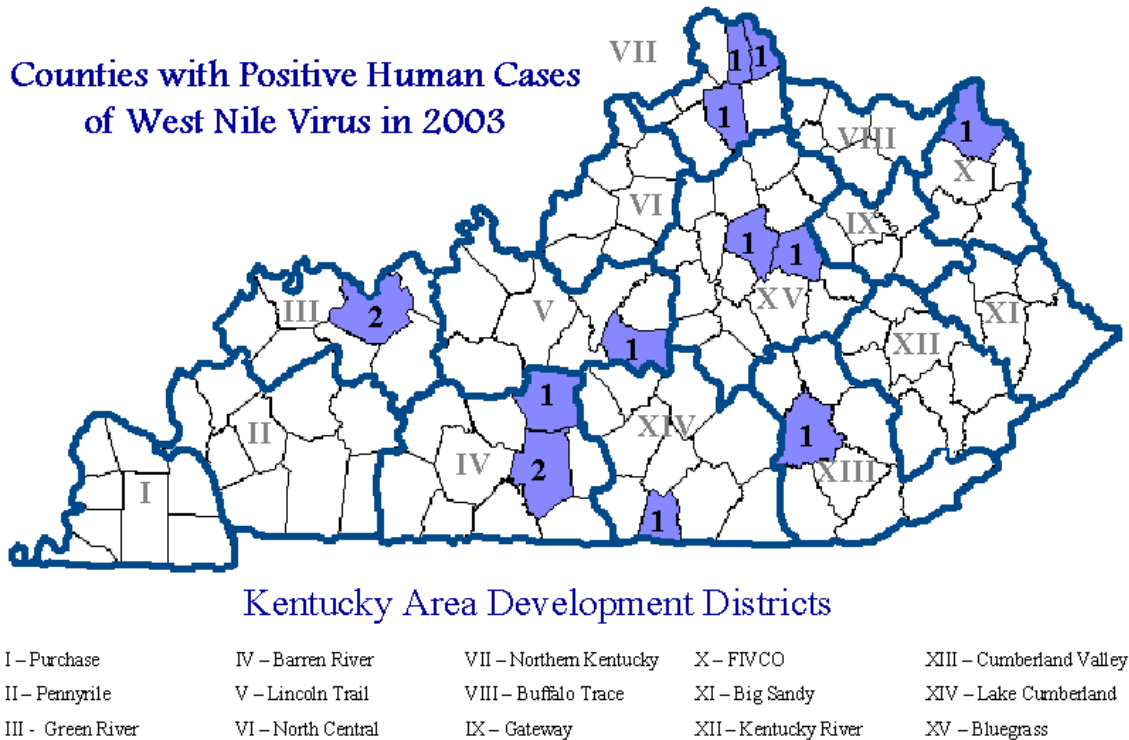 VII
Counties with Positive Human Cases
of West Nile Virus in 2003
1 1
1
VIII
1
X
VI
IX
1
1
III
2
V
XV
XI
1
XII
1
II
XIV
1
IV
2
XIII
I
1
Kentucky Area Development Districts
I – Purchase
IV – Barren River
VII – Northern Kentucky
X – FIVCO
XIII – Cumberland Valley
II – Pennyrile
V – Lincoln Trail
VIII – Buffalo Trace
XI – Big Sandy
XIV – Lake Cumberland
III - Green River
VI – North Central
IX – Gateway
XII – Kentucky River
XV – Bluegrass